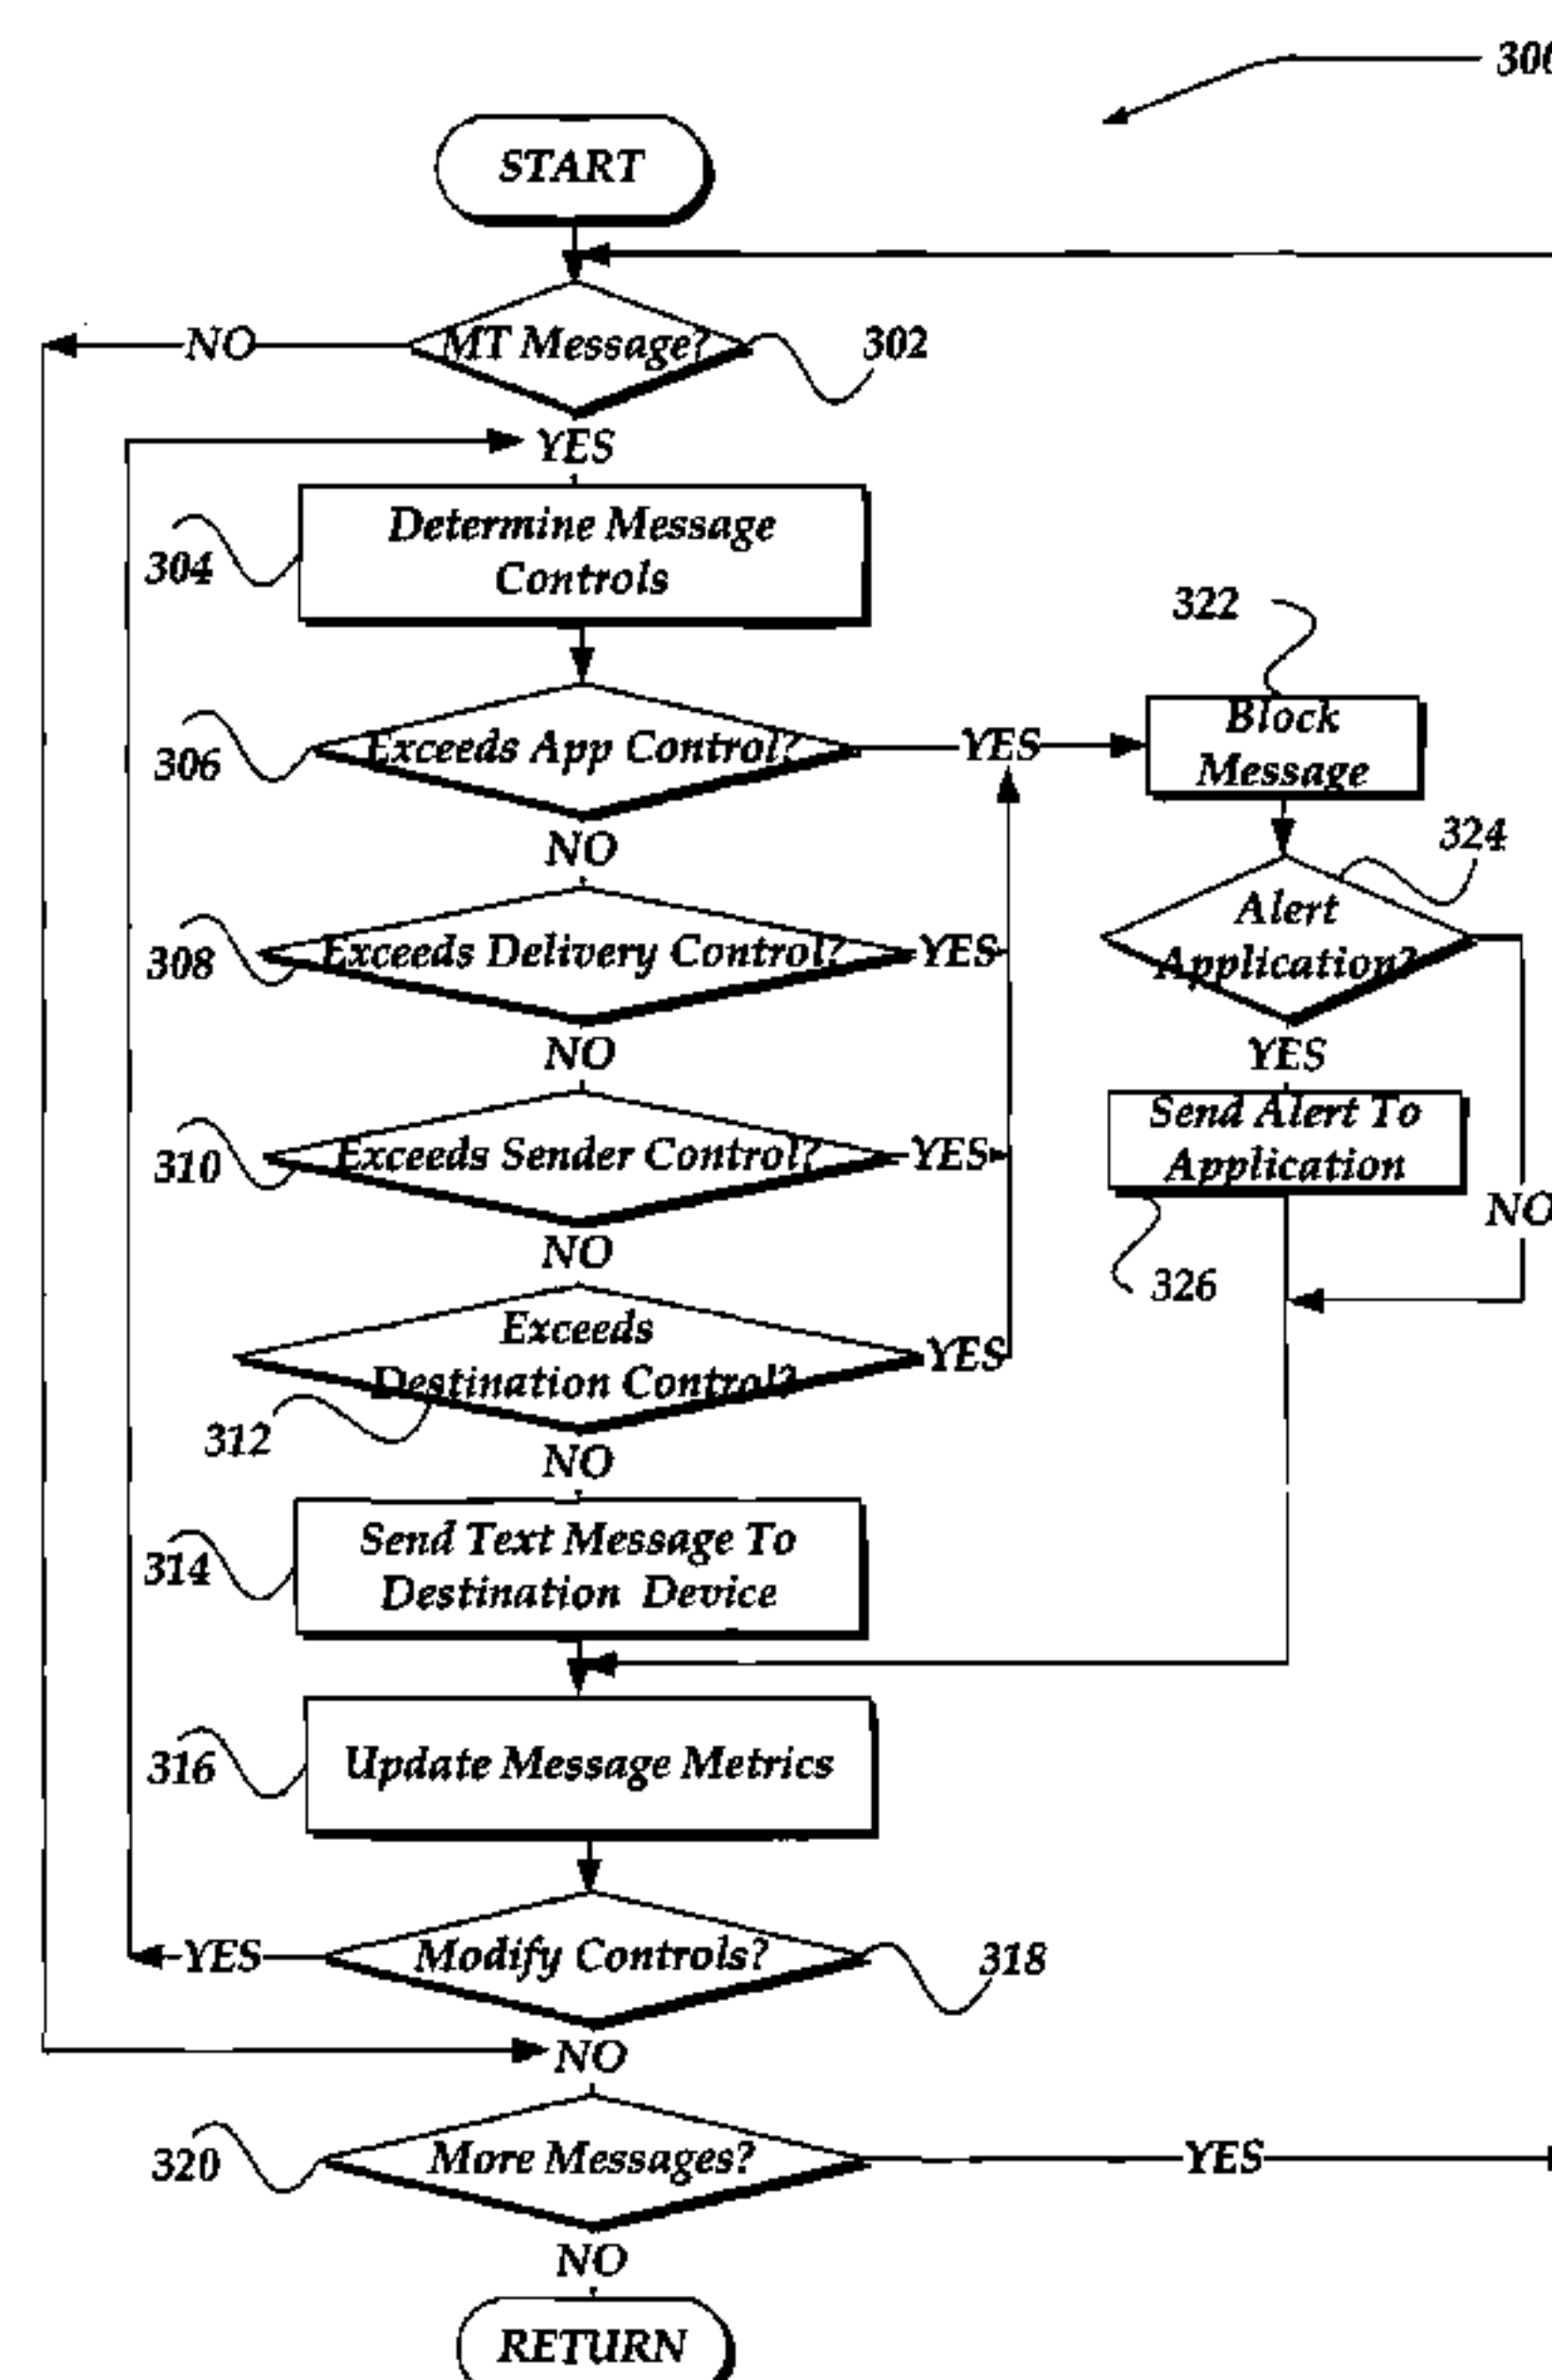 START
NO
MT Message?
302
YES
304
Determine Message
Controls
322
306
Exceeds App Control?
YES
Block
Message
NO
324
308
Exceeds Delivery Control?
YES
Alert
Application?
NO
YES
310
Exceeds Sender Control?
YES
Send Alert To
Application
NO
NO
326
Exceeds
Destination Control?
YES
312
NO
314
Send Text Message To
Destination Device
316
Update Message Metrics
YES
Modify Controls?
318
NO
320
More Messages?
YES
NO
RETURN